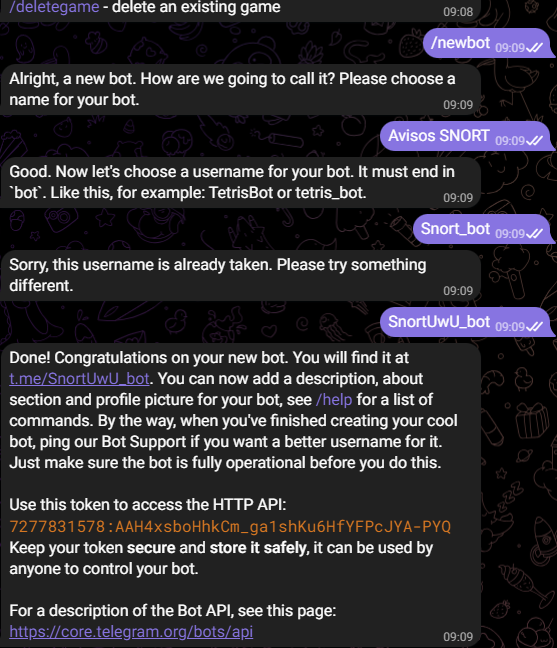 /deletegame - delete an existing game
09:08
/newbot 09:09
Alright, a new bot. How are we going to call it? Please choose a
name for your bot.
09:09
Avisos SNORT 09:09
Good. Now let's choose a username for your bot. It must end in
`bot`. Like this, for example: TetrisBot or tetris_bot.
09:09
Snort_bot 09:09
Sorry, this username is already taken. Please try something
different.
09:09
SnortUwU_bot 09:09
Done! Congratulations on your new bot. You will find it at
t.me/SnortUwU_bot. You can now add a description, about
section and profile picture for your bot, see /help for a list of
commands. By the way, when you've finished creating your cool
bot, ping our Bot Support if you want a better username for it.
Just make sure the bot is fully operational before you do this.
Use this token to access the HTTP API:
7277831578:AAH4xsboHhkCm_ga1shKu6HfYFPcJYA-PYQ
Keep your token secure and store it safely, it can be used by
anyone to control your bot.
For a description of the Bot API, see this page:
https://core.telegram.org/bots/api
09:09